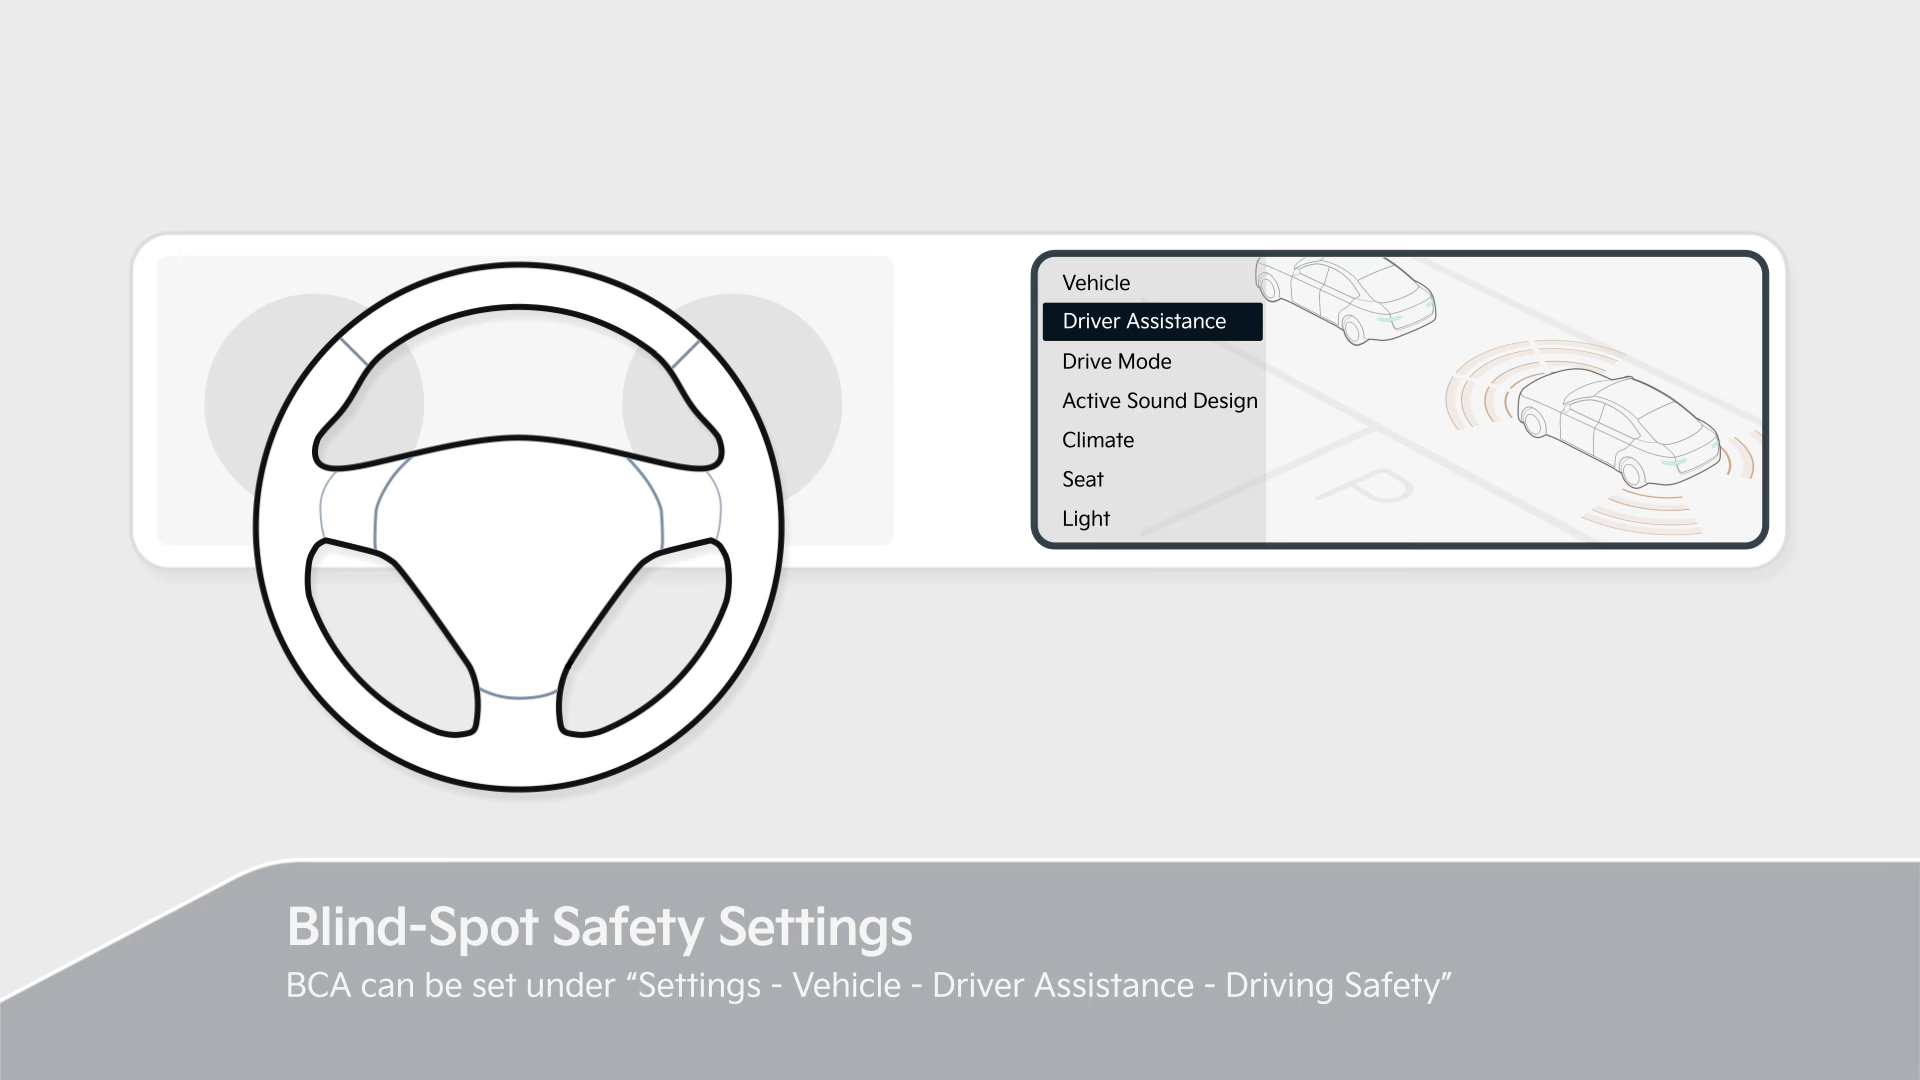 Vehicle
Driver Assistance
Drive Mode
Active Sound Design
Climate
Seat
Light
P
Blind-Spot Safety Settings
BCA can be set under “Settings - Vehicle - Driver Assistance - Driving Safety”